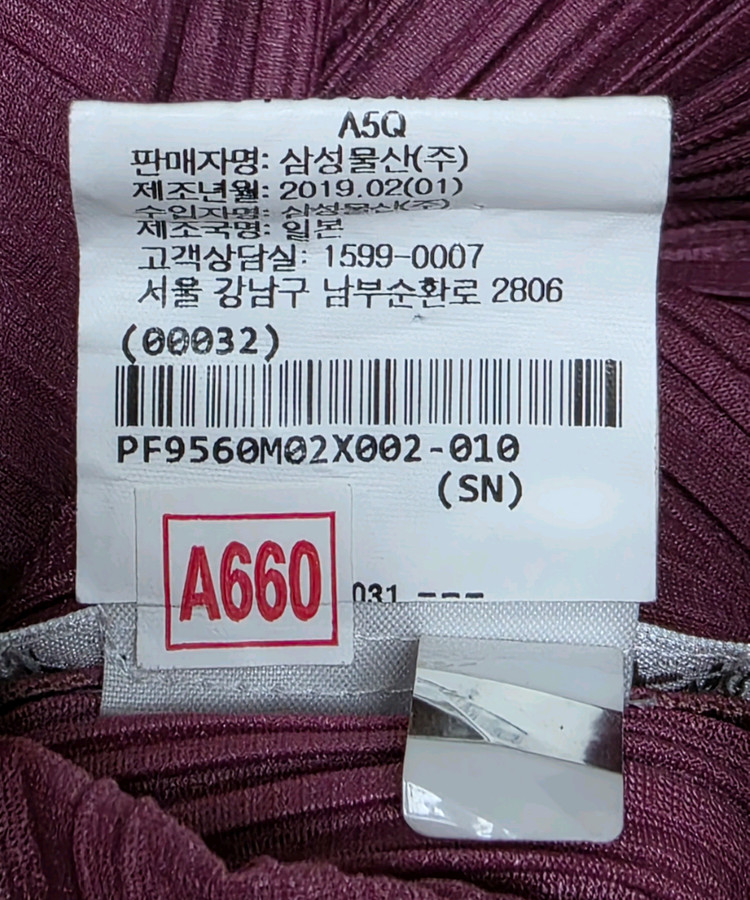 A5Q
판매자명: 삼성물산(주)
제조년월: 2019.02(01)
수입자명: 삼성물산(주)
제조국명: 일본
고객상담실: 1599-0007
서울 강남구 남부순환로 2806
(00032)
PF9560M02X002-010
(SN)
A660
031 ---